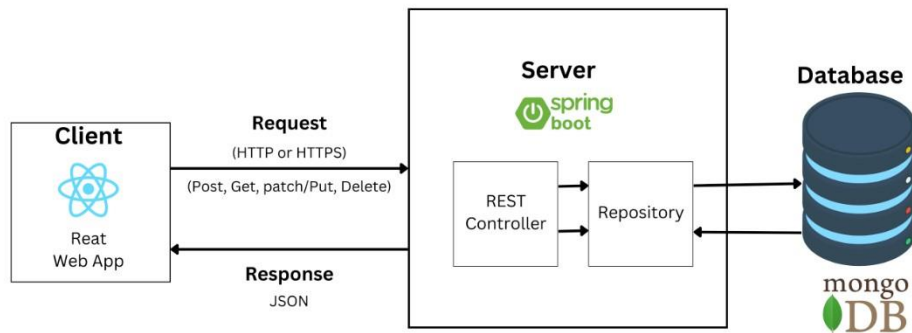 Client
Reat
Web App
Request
(HTTP or HTTPS)
(Post, Get, patch/Put, Delete)
Response
JSON
Server
spring
boot
REST
Controller
Repository
Database
mongo
DB